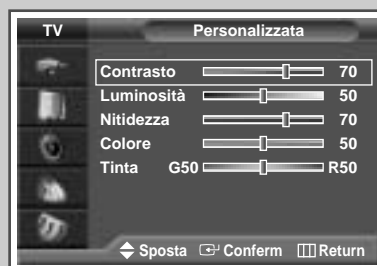 TV Personalizzata
Contrasto 70
Luminosità 50
Nitidezza 70
Colore 50
Tinta G50 R50
Sposta Conferm Return